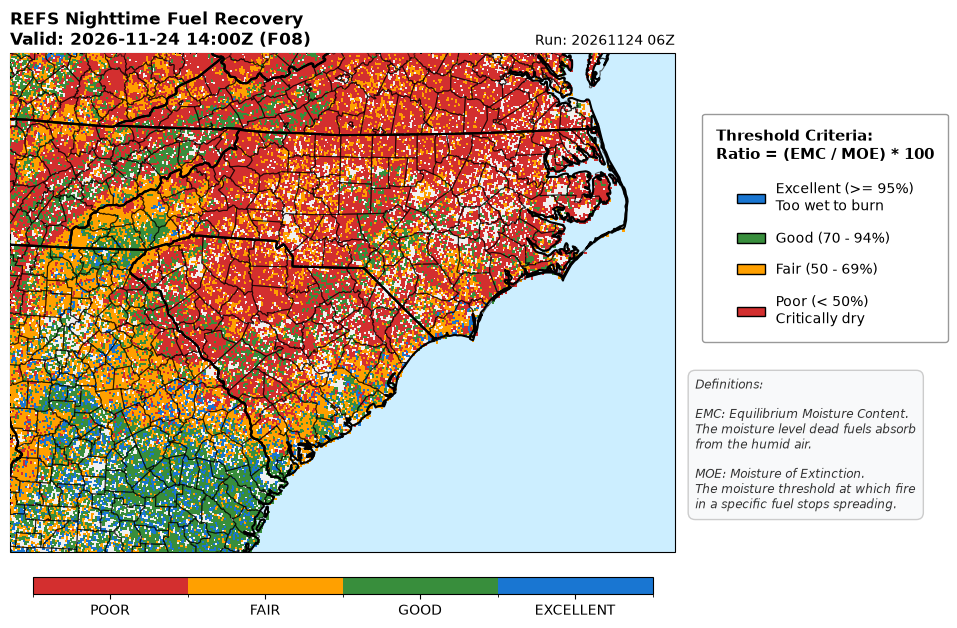 REFS Nighttime Fuel Recovery
Valid: 2026-11-24 14:00Z (F08)
Run: 20261124 06Z
Threshold Criteria:
Ratio = (EMC / MOE) * 100
Excellent (>= 95%)
Too wet to burn
Good (70 - 94%)
Fair (50 - 69%)
Poor (< 50%)
Critically dry
Definitions:
EMC: Equilibrium Moisture Content.
The moisture level dead fuels absorb
from the humid air.
MOE: Moisture of Extinction.
The moisture threshold at which fire
in a specific fuel stops spreading.
POOR
FAIR
GOOD
EXCELLENT